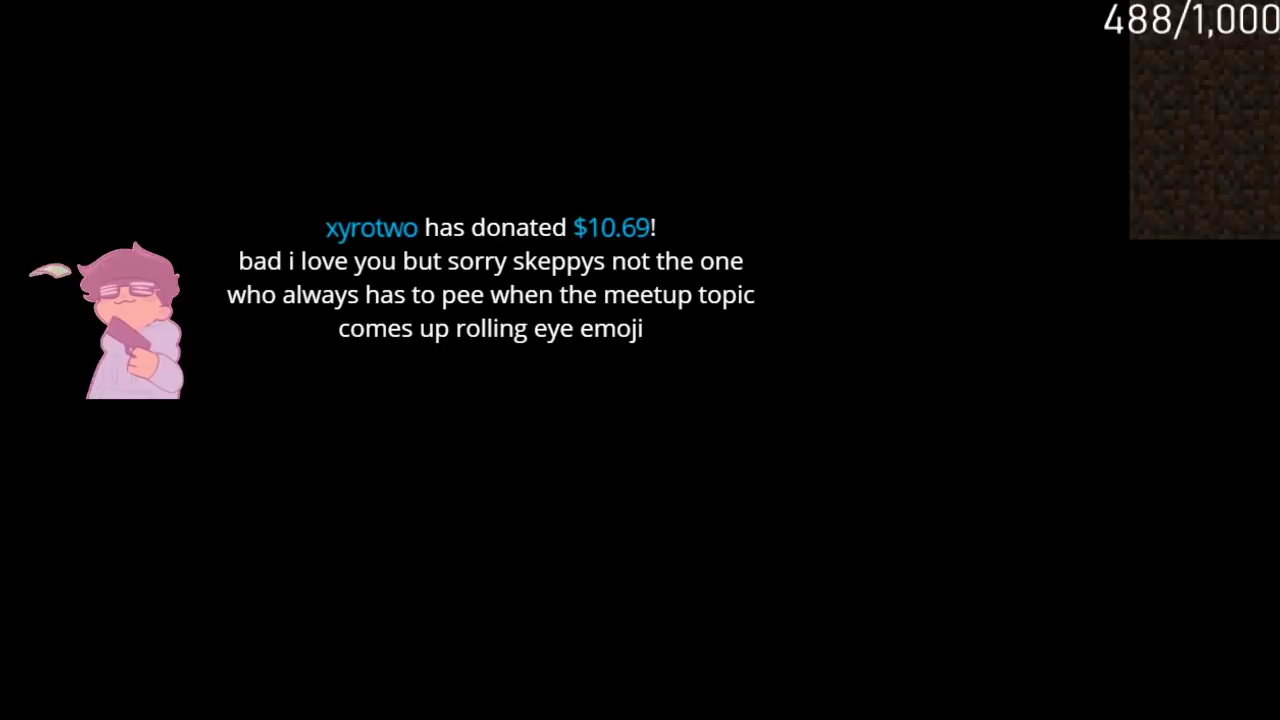 488/1,000
xyrotwo has donated $10.69!
bad i love you but sorry skeppys not the one
who always has to pee when the meetup topic
comes up rolling eye emoji